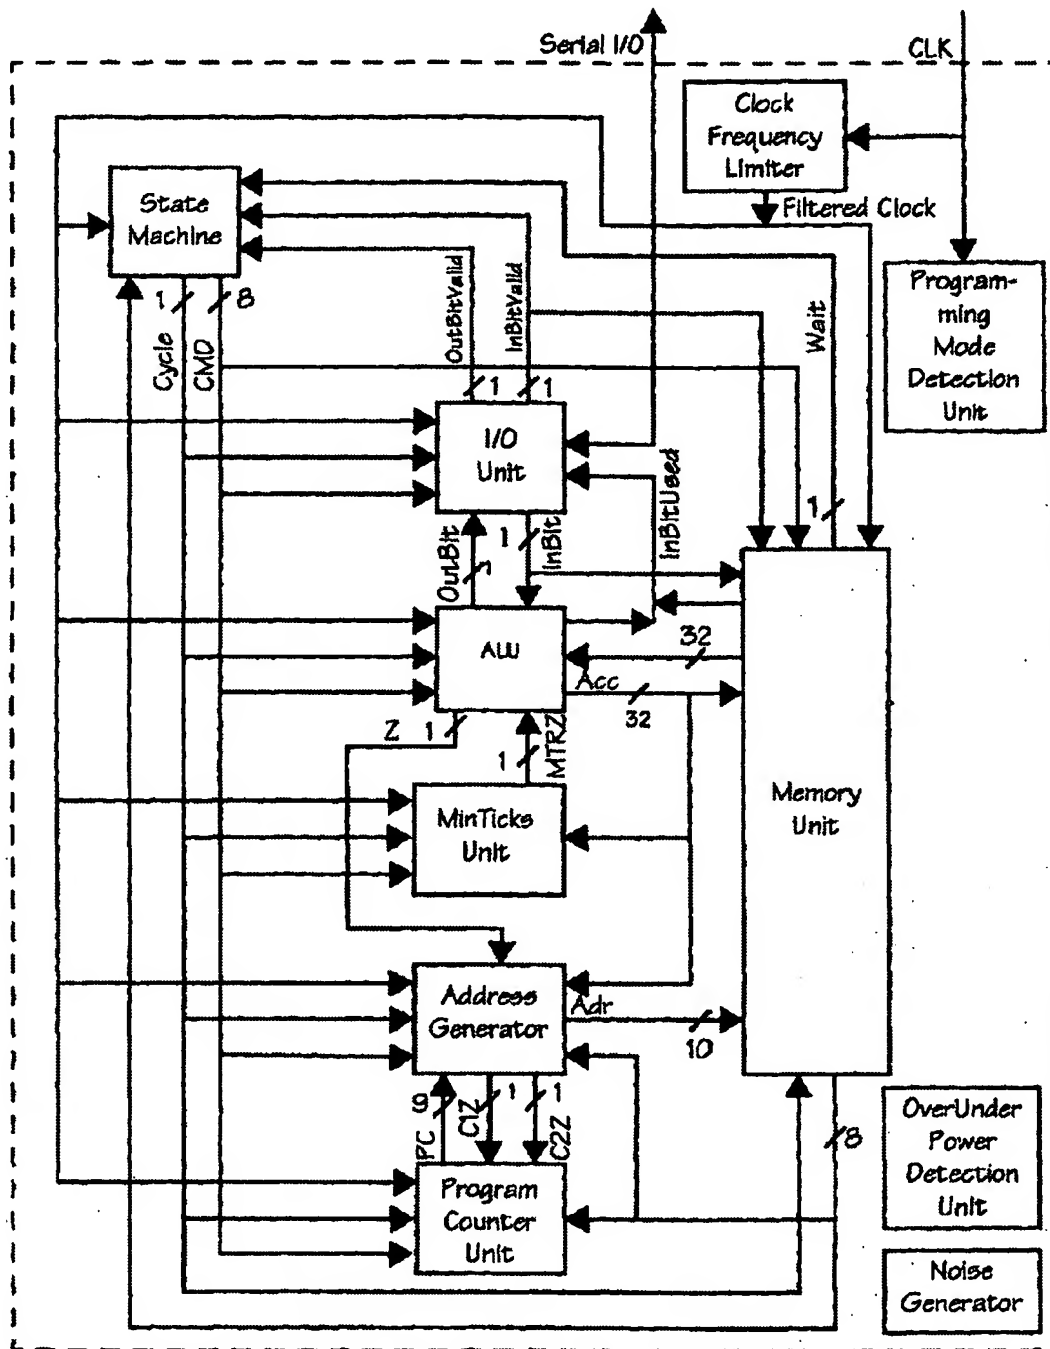 Serial I/O
CLK
Clock
Frequency
Limiter
Filtered Clock
State
Machine
Program-
ming
Mode
Detection
Unit
1
8
Cycle
CMD
OutBitValid
InBitValid
Wait
1
1
1
I/O
Unit
InBitUsed
OutBit
1
1
InBit
ALU
32
Acc
32
Z
1
1
MTRZ
MinTicks
Unit
Memory
Unit
Address
Generator
Adr
10
9
PC
C1Z
1
1
C2Z
8
Program
Counter
Unit
OverUnder
Power
Detection
Unit
Noise
Generator